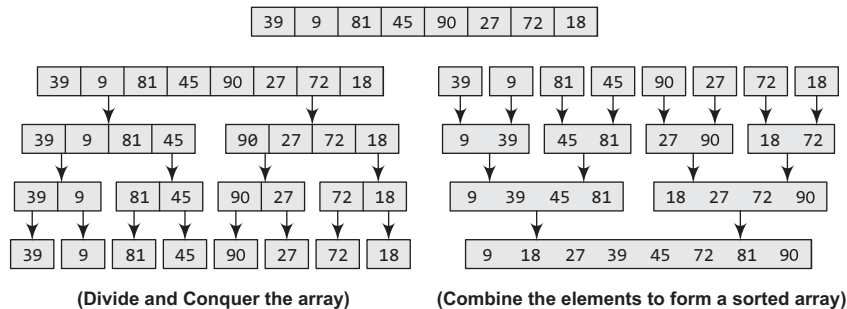 39 9 81 45 90 27 72 18
39 9 81 45 90 27 72 18
39 9 81 45 90 27 72 18
39 9 81 45 90 27 72 18
39 9 81 45 90 27 72 18
(Divide and Conquer the array)
39 9 81 45 90 27 72 18
9 39 45 81 27 90 18 72
9 39 45 81 18 27 72 90
9 18 27 39 45 72 81 90
(Combine the elements to form a sorted array)